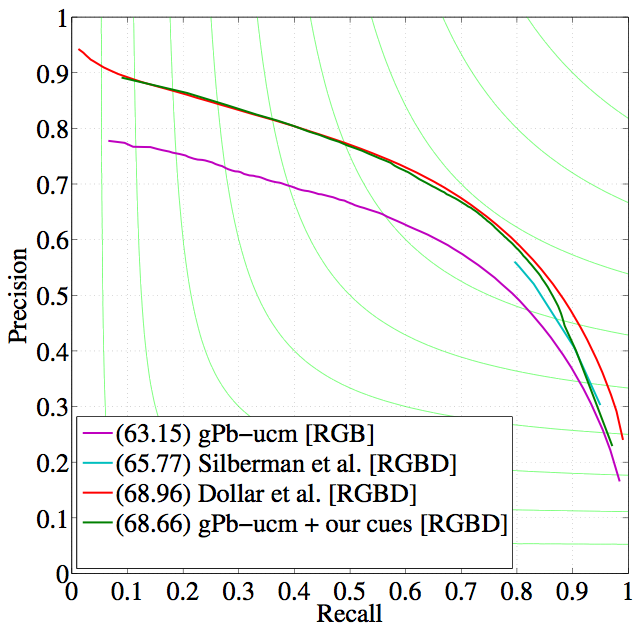 1
0.9
0.8
0.7
0.6
0.5
0.4
0.3
0.2
0.1
0
Precision
(63.15) gPb−ucm [RGB]
(65.77) Silberman et al. [RGBD]
(68.96) Dollar et al. [RGBD]
(68.66) gPb−ucm + our cues [RGBD]
0 0.1 0.2 0.3 0.4 0.5 0.6 0.7 0.8 0.9 1
Recall